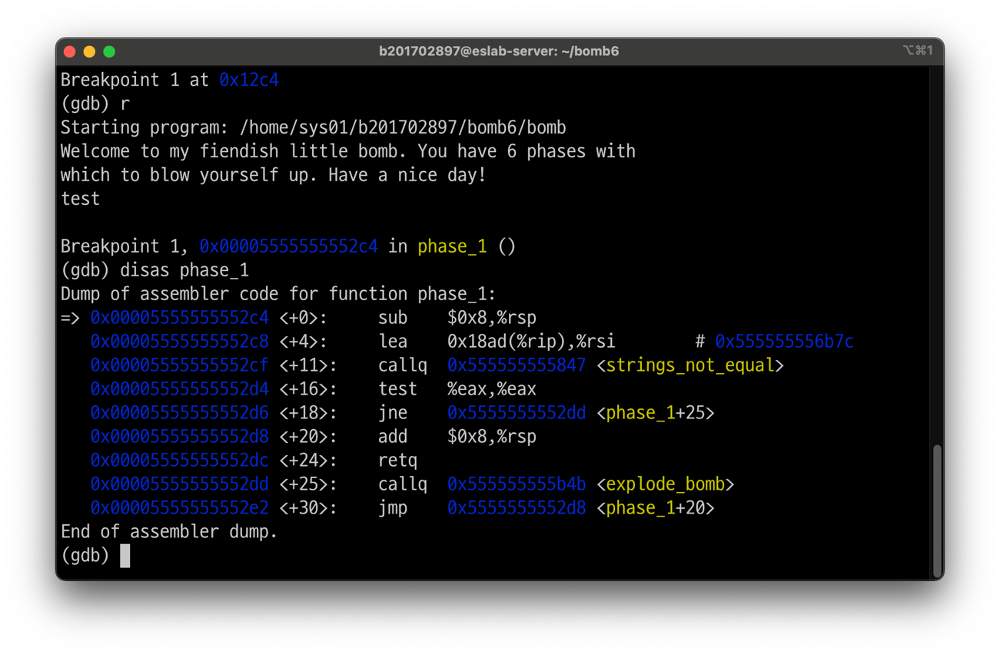 b201702897@eslab-server: ~/bomb6
⌥⌘1
Breakpoint 1 at 0x12c4
(gdb) r
Starting program: /home/sys01/b201702897/bomb6/bomb
Welcome to my fiendish little bomb. You have 6 phases with
which to blow yourself up. Have a nice day!
test
Breakpoint 1, 0x00005555555552c4 in phase_1 ()
(gdb) disas phase_1
Dump of assembler code for function phase_1:
=> 0x00005555555552c4 <+0>:     sub    $0x8,%rsp
   0x00005555555552c8 <+4>:     lea    0x18ad(%rip),%rsi        # 0x555555556b7c
   0x00005555555552cf <+11>:    callq  0x555555555847 <strings_not_equal>
   0x00005555555552d4 <+16>:    test   %eax,%eax
   0x00005555555552d6 <+18>:    jne    0x5555555552dd <phase_1+25>
   0x00005555555552d8 <+20>:    add    $0x8,%rsp
   0x00005555555552dc <+24>:    retq
   0x00005555555552dd <+25>:    callq  0x555555555b4b <explode_bomb>
   0x00005555555552e2 <+30>:    jmp    0x5555555552d8 <phase_1+20>
End of assembler dump.
(gdb)